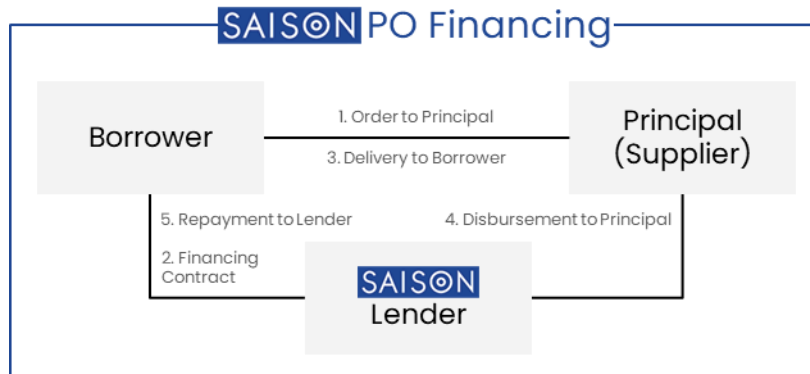 SAISON PO Financing
Borrower
1. Order to Principal
3. Delivery to Borrower
Principal
(Supplier)
5. Repayment to Lender
4. Disbursement to Principal
2. Financing
Contract
SAISON
Lender